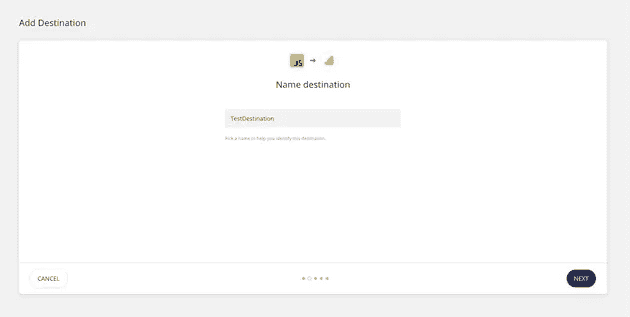 Add Destination
JS
Name destination
TestDestination
Pick a name to help you identify this destination.
CANCEL
NEXT